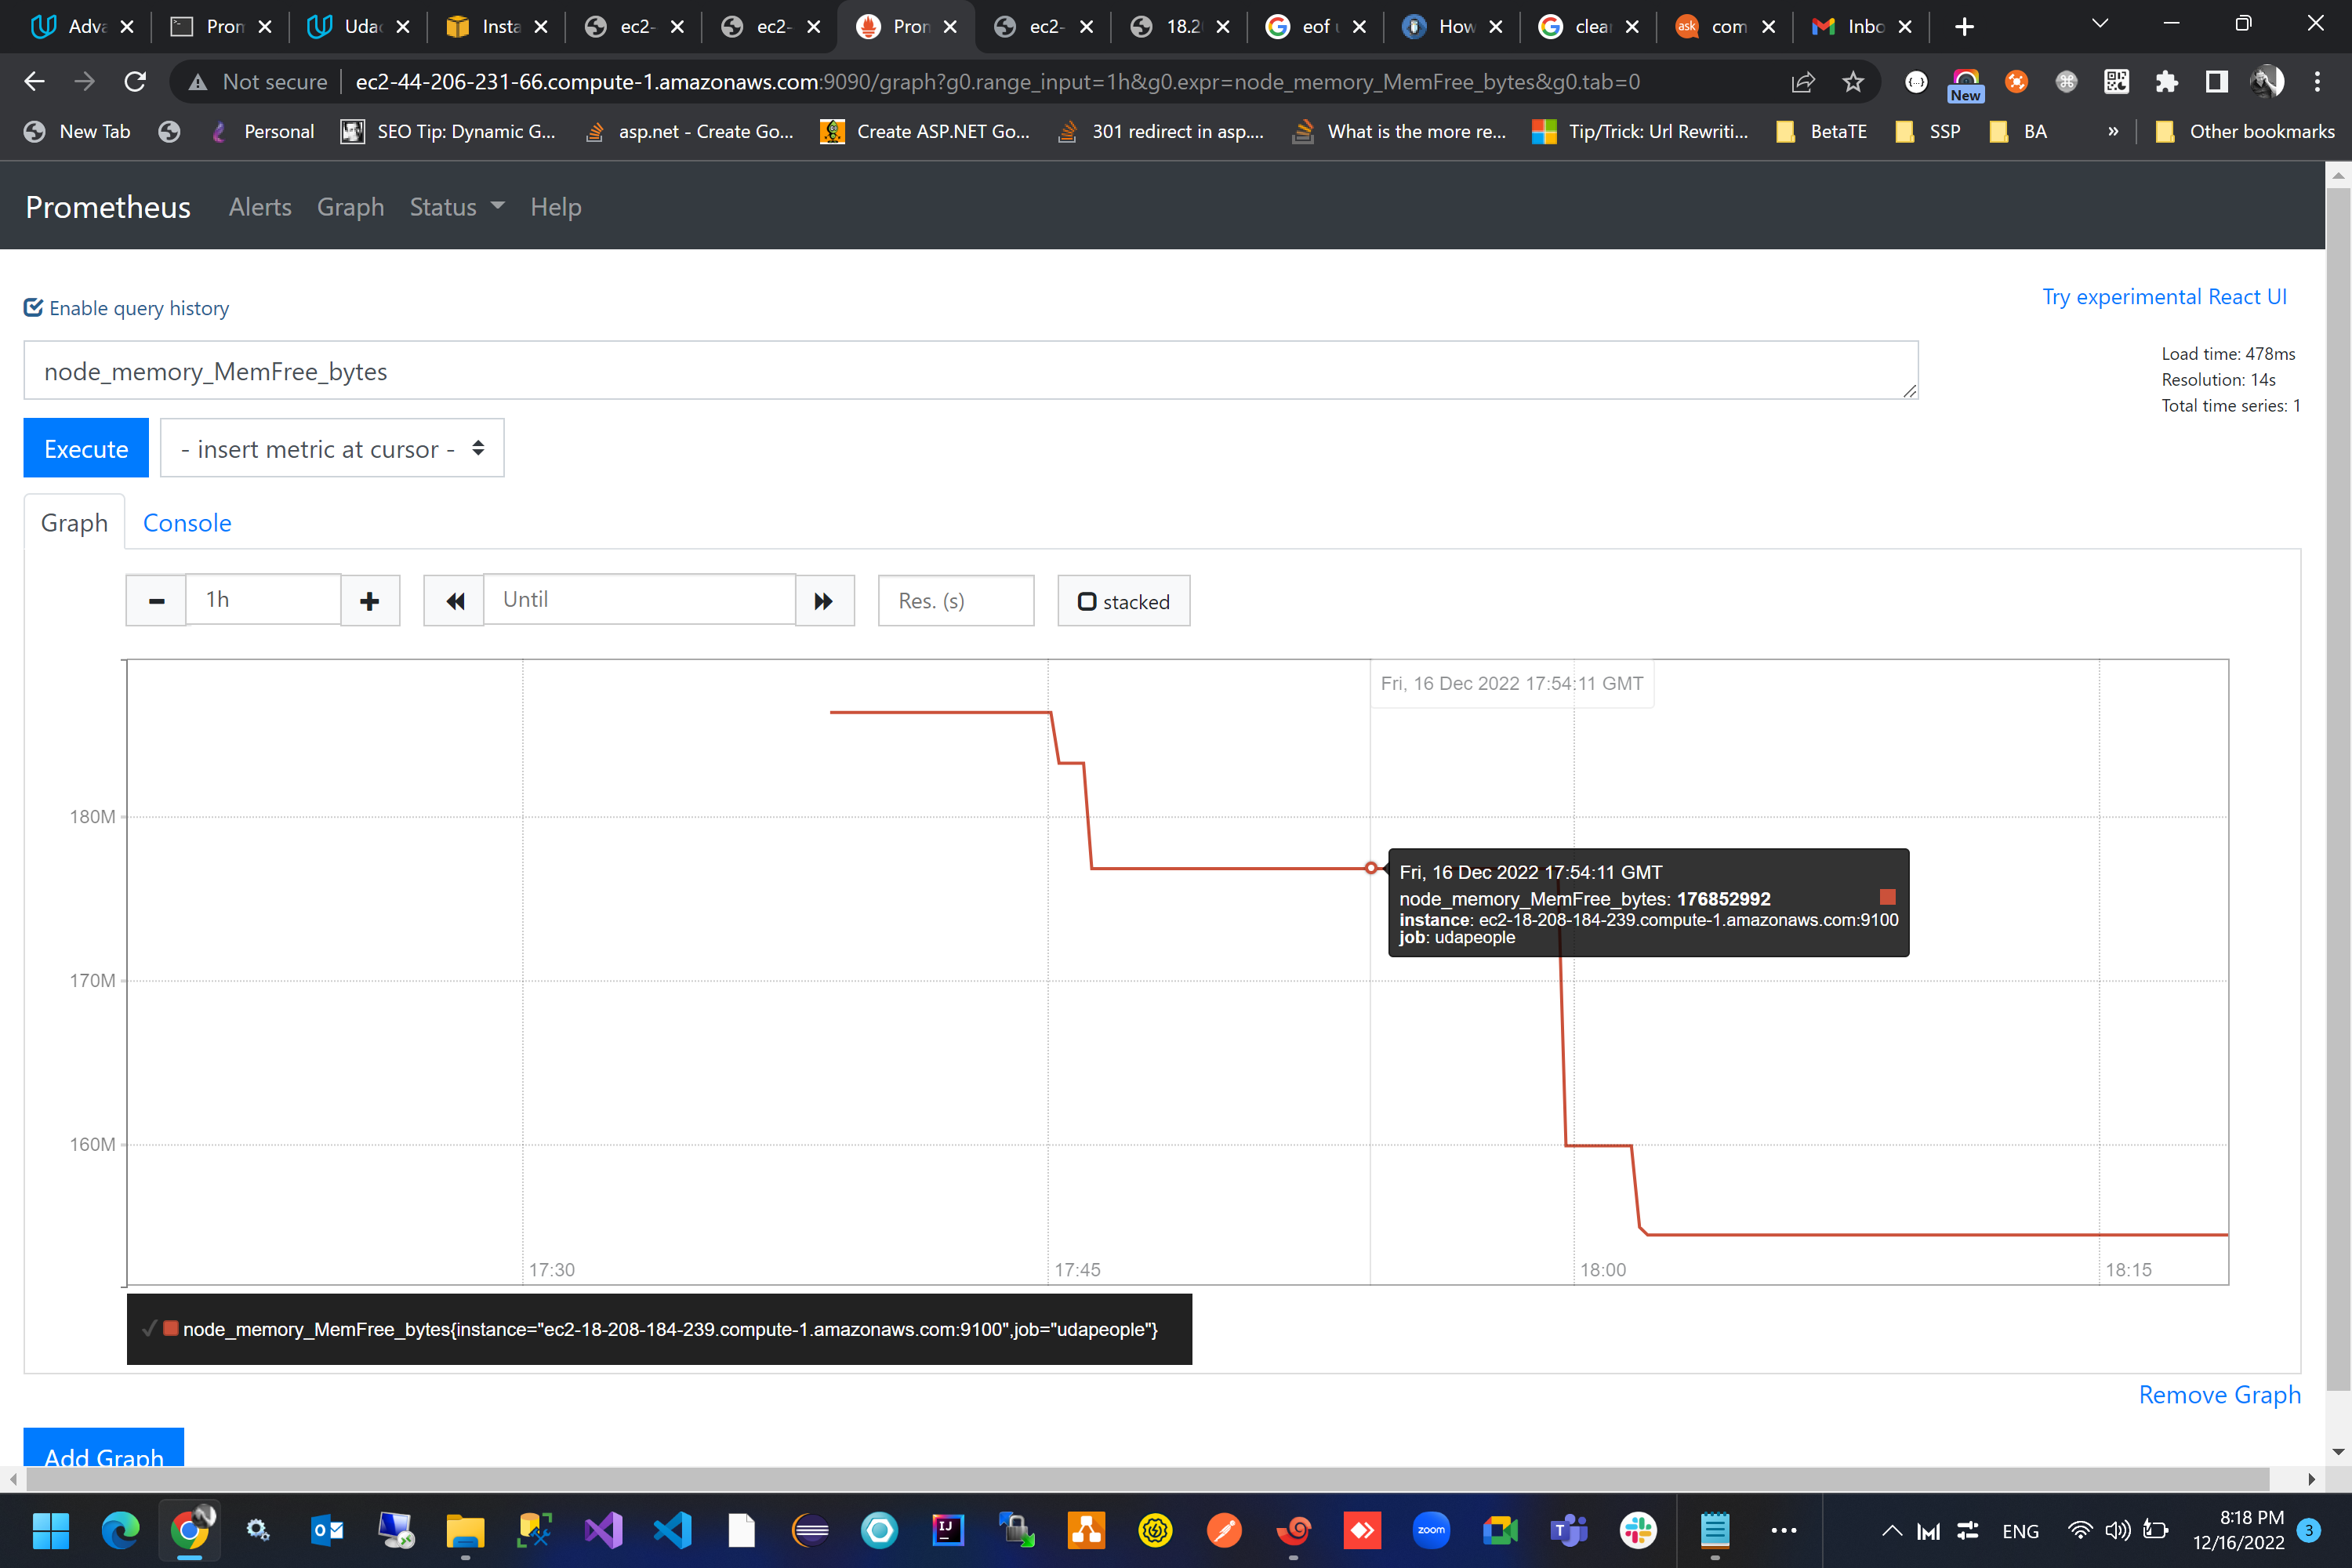 Adva Prom Udac Insta ec2- ec2- Prom ec2- 18.2 eof How clear com Inbo
Not secure ec2-44-206-231-66.compute-1.amazonaws.com:9090/graph?g0.range_input=1h&g0.expr=node_memory_MemFree_bytes&g0.tab=0
New
New Tab Personal SEO Tip: Dynamic G... asp.net - Create Go... Create ASP.NET Go... 301 redirect in asp.... What is the more re... Tip/Trick: Url Rewriti... BetaTE SSP BA » Other bookmarks
Prometheus Alerts Graph Status Help
Enable query history
Try experimental React UI
node_memory_MemFree_bytes
Load time: 478ms
Resolution: 14s
Total time series: 1
Execute - insert metric at cursor -
Graph Console
1h Until Res. (s) stacked
Fri, 16 Dec 2022 17:54:11 GMT
180M
170M
160M
Fri, 16 Dec 2022 17:54:11 GMT
node_memory_MemFree_bytes: 176852992
instance: ec2-18-208-184-239.compute-1.amazonaws.com:9100
job: udapeople
17:30 17:45 18:00 18:15
node_memory_MemFree_bytes{instance="ec2-18-208-184-239.compute-1.amazonaws.com:9100",job="udapeople"}
Remove Graph
Add Graph
zoom
ENG
8:18 PM
12/16/2022
3